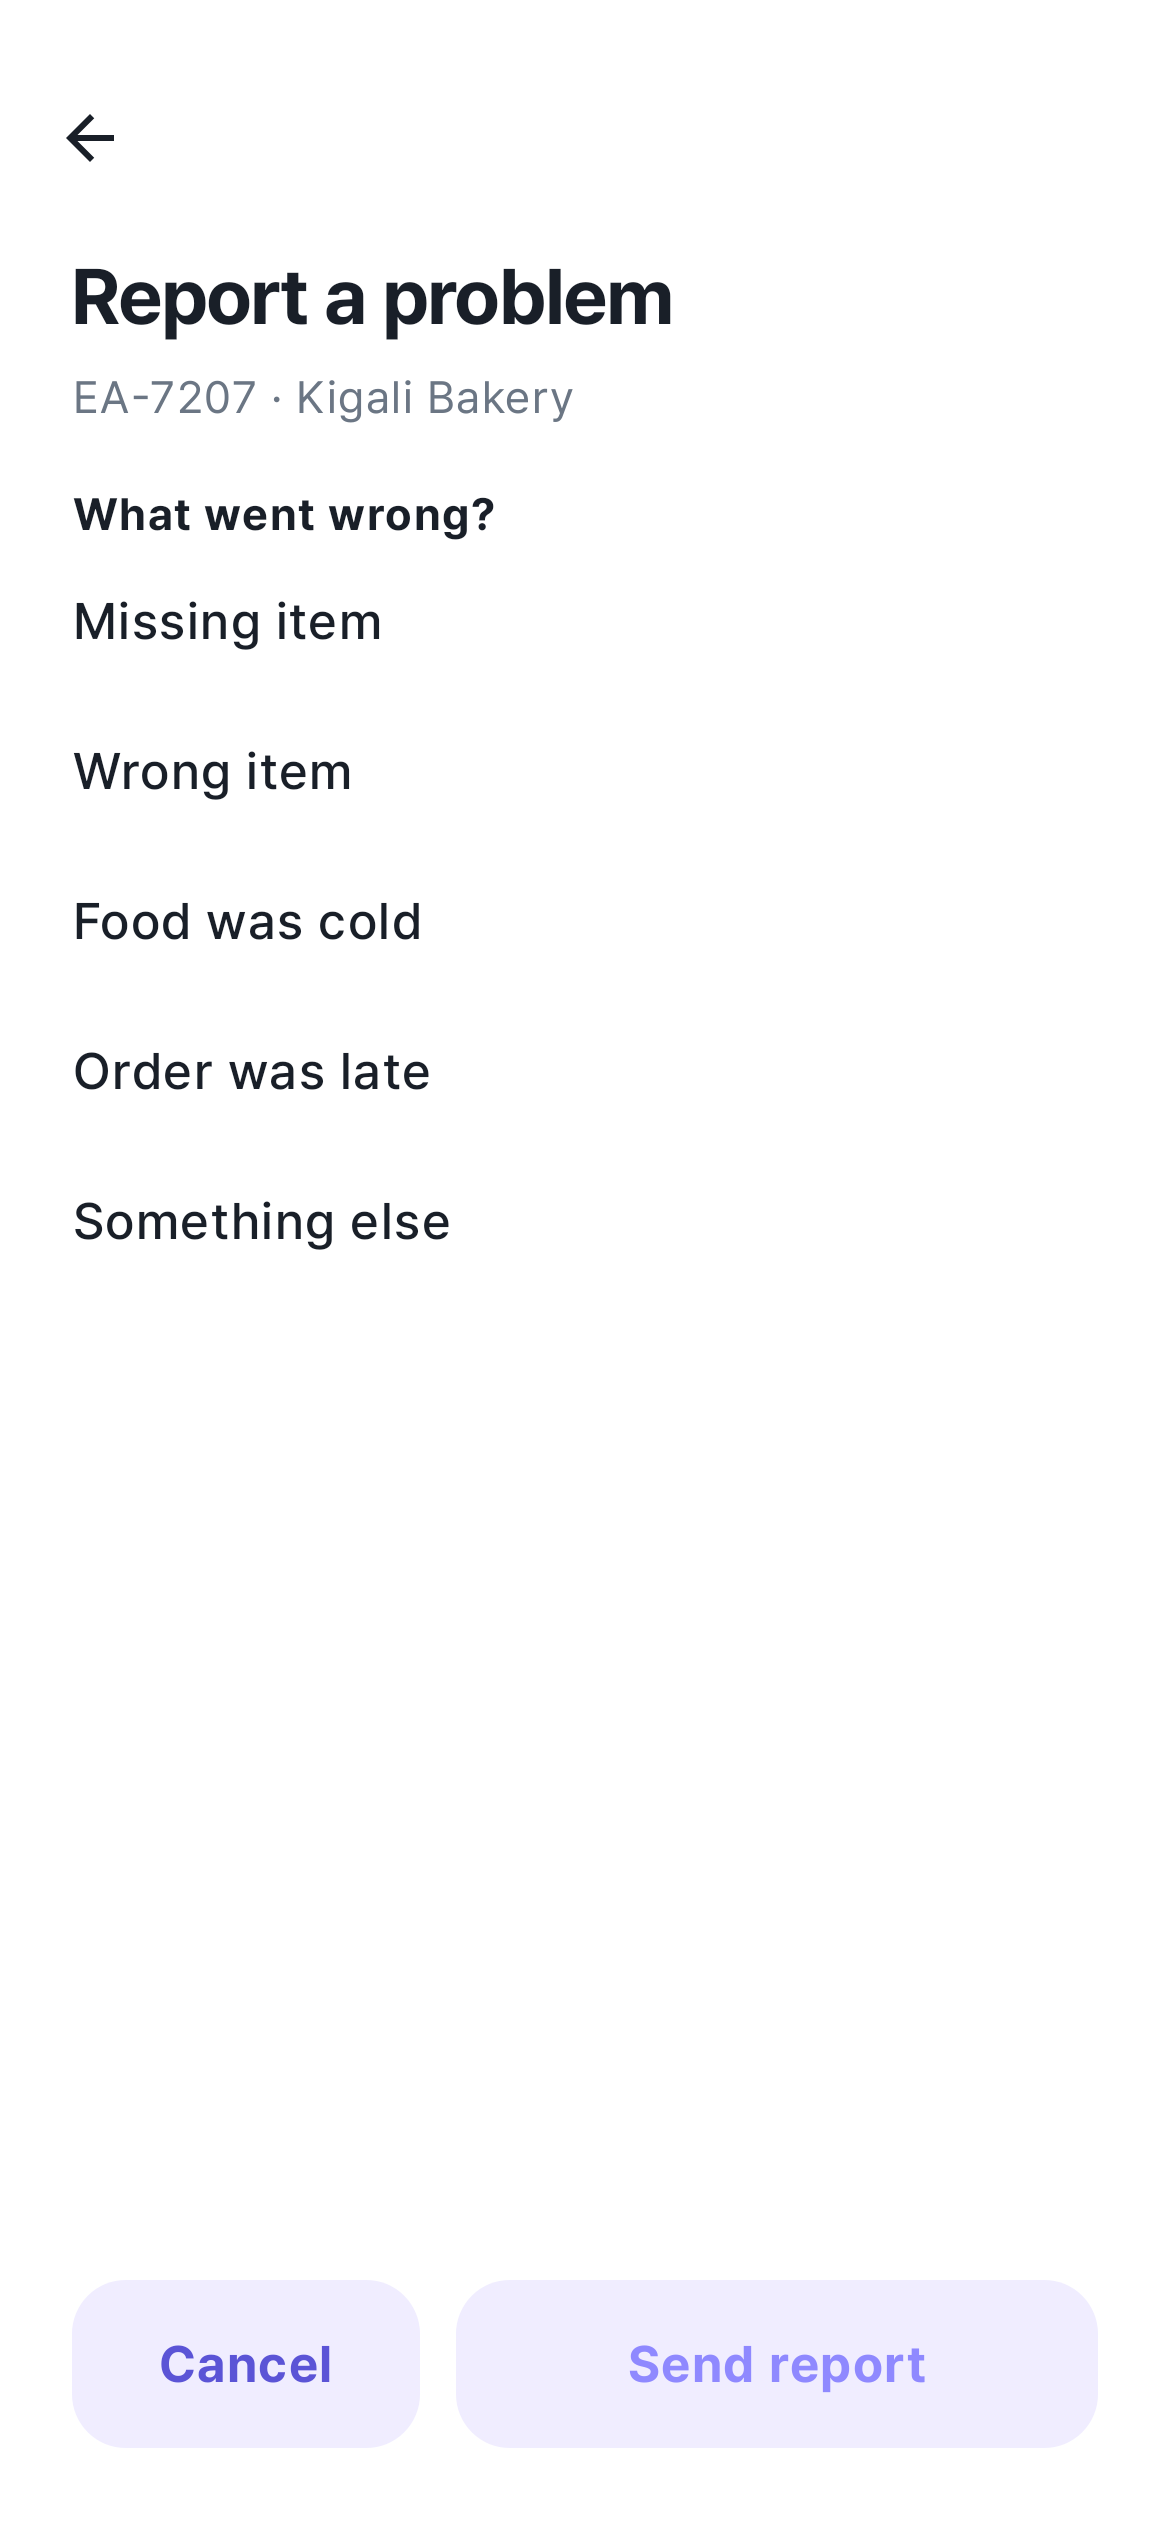 Report a problem
EA-7207 · Kigali Bakery
What went wrong?
Missing item
Wrong item
Food was cold
Order was late
Something else
Cancel
Send report